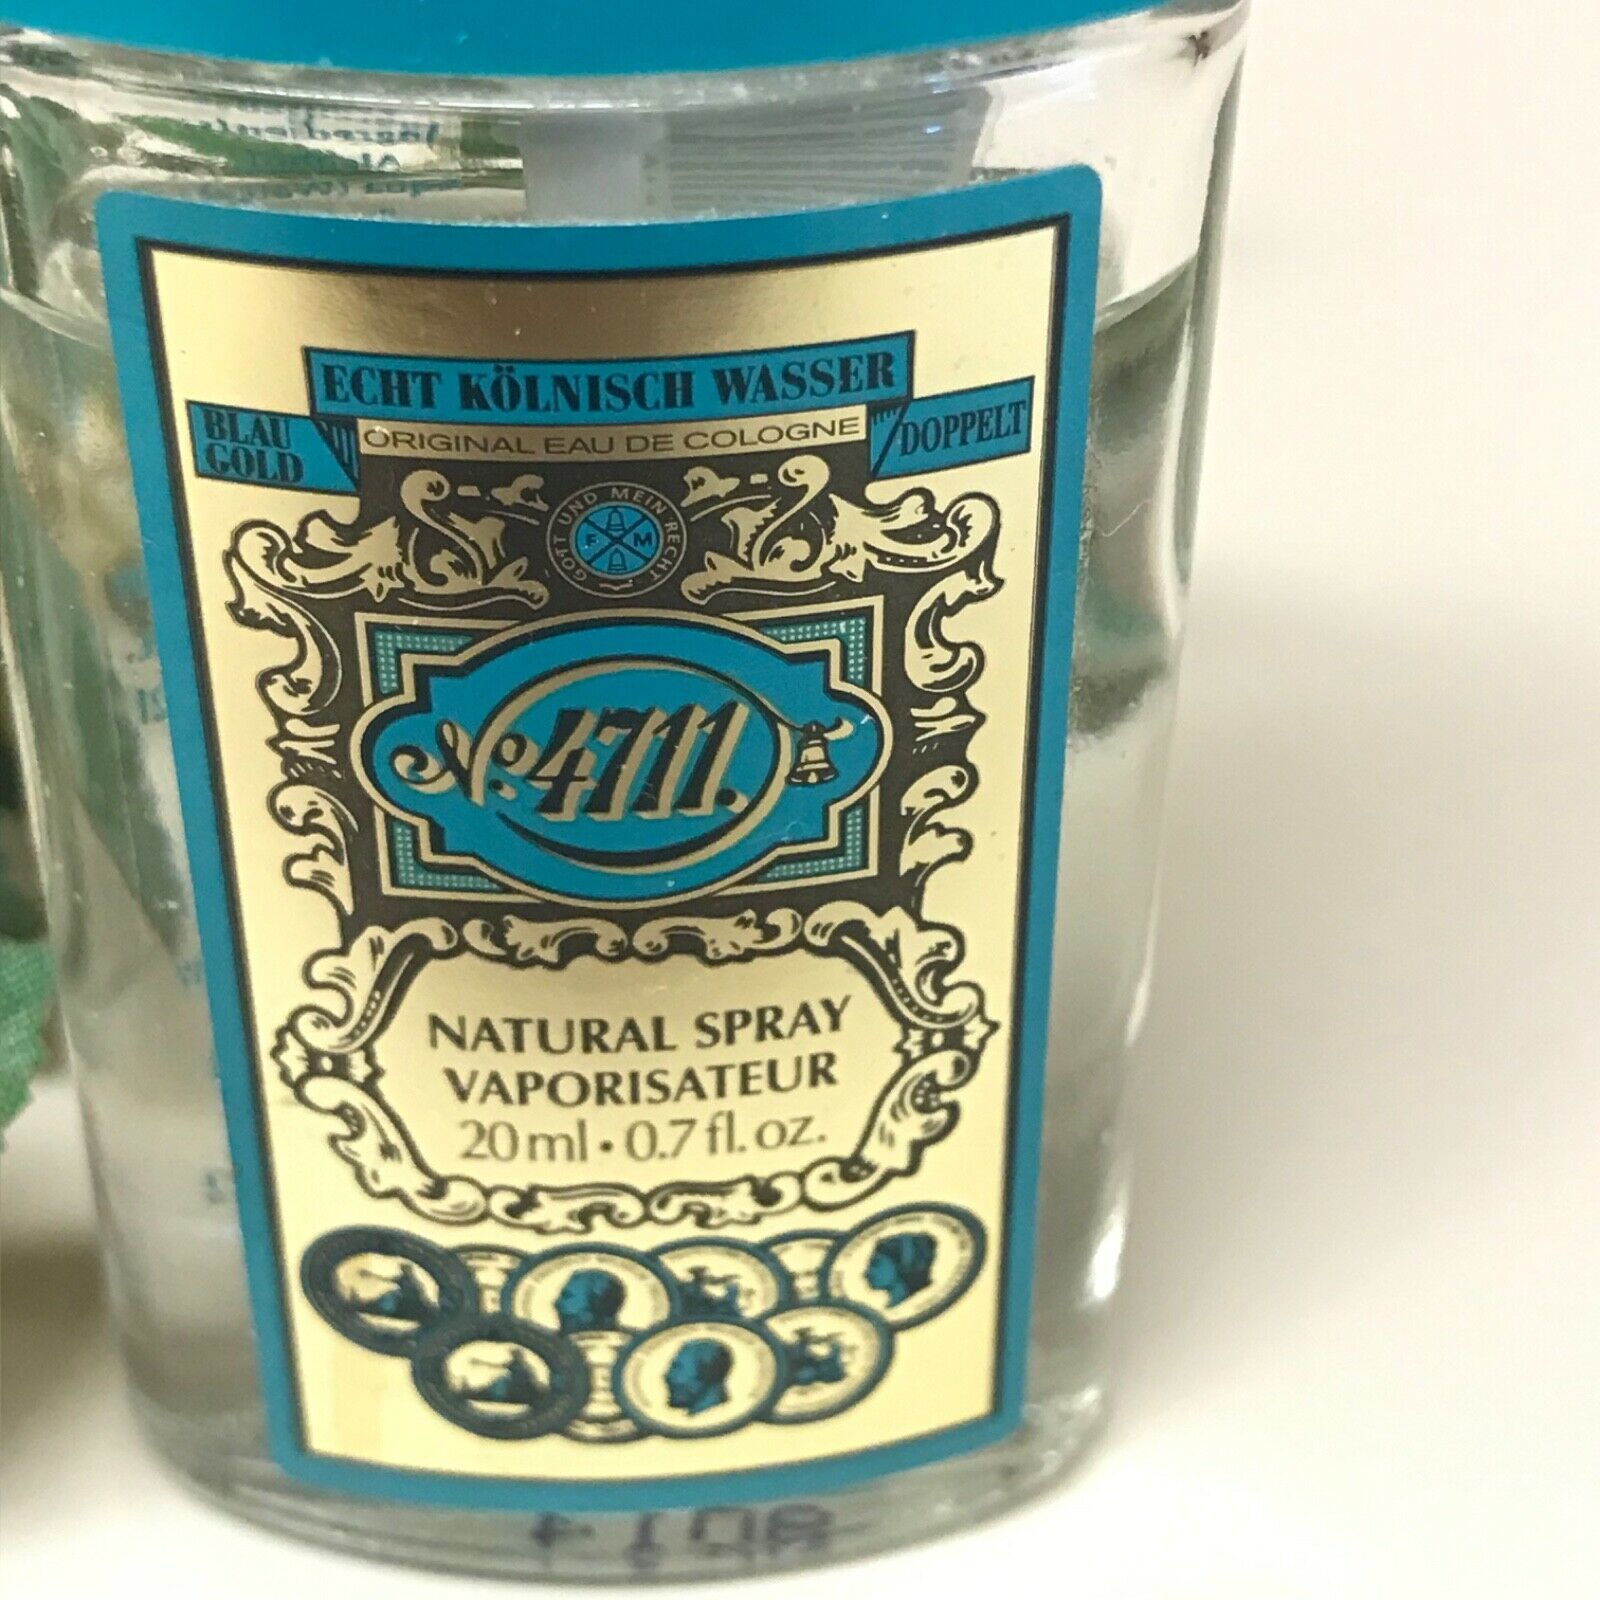 ECHT KÖLNISCH WASSER
BLAU GOLD
ORIGINAL EAU DE COLOGNE
DOPPELT
GOTT UND MEIN RECHT
F M
No. 4711.
NATURAL SPRAY
VAPORISATEUR
20 ml • 0.7 fl. oz.